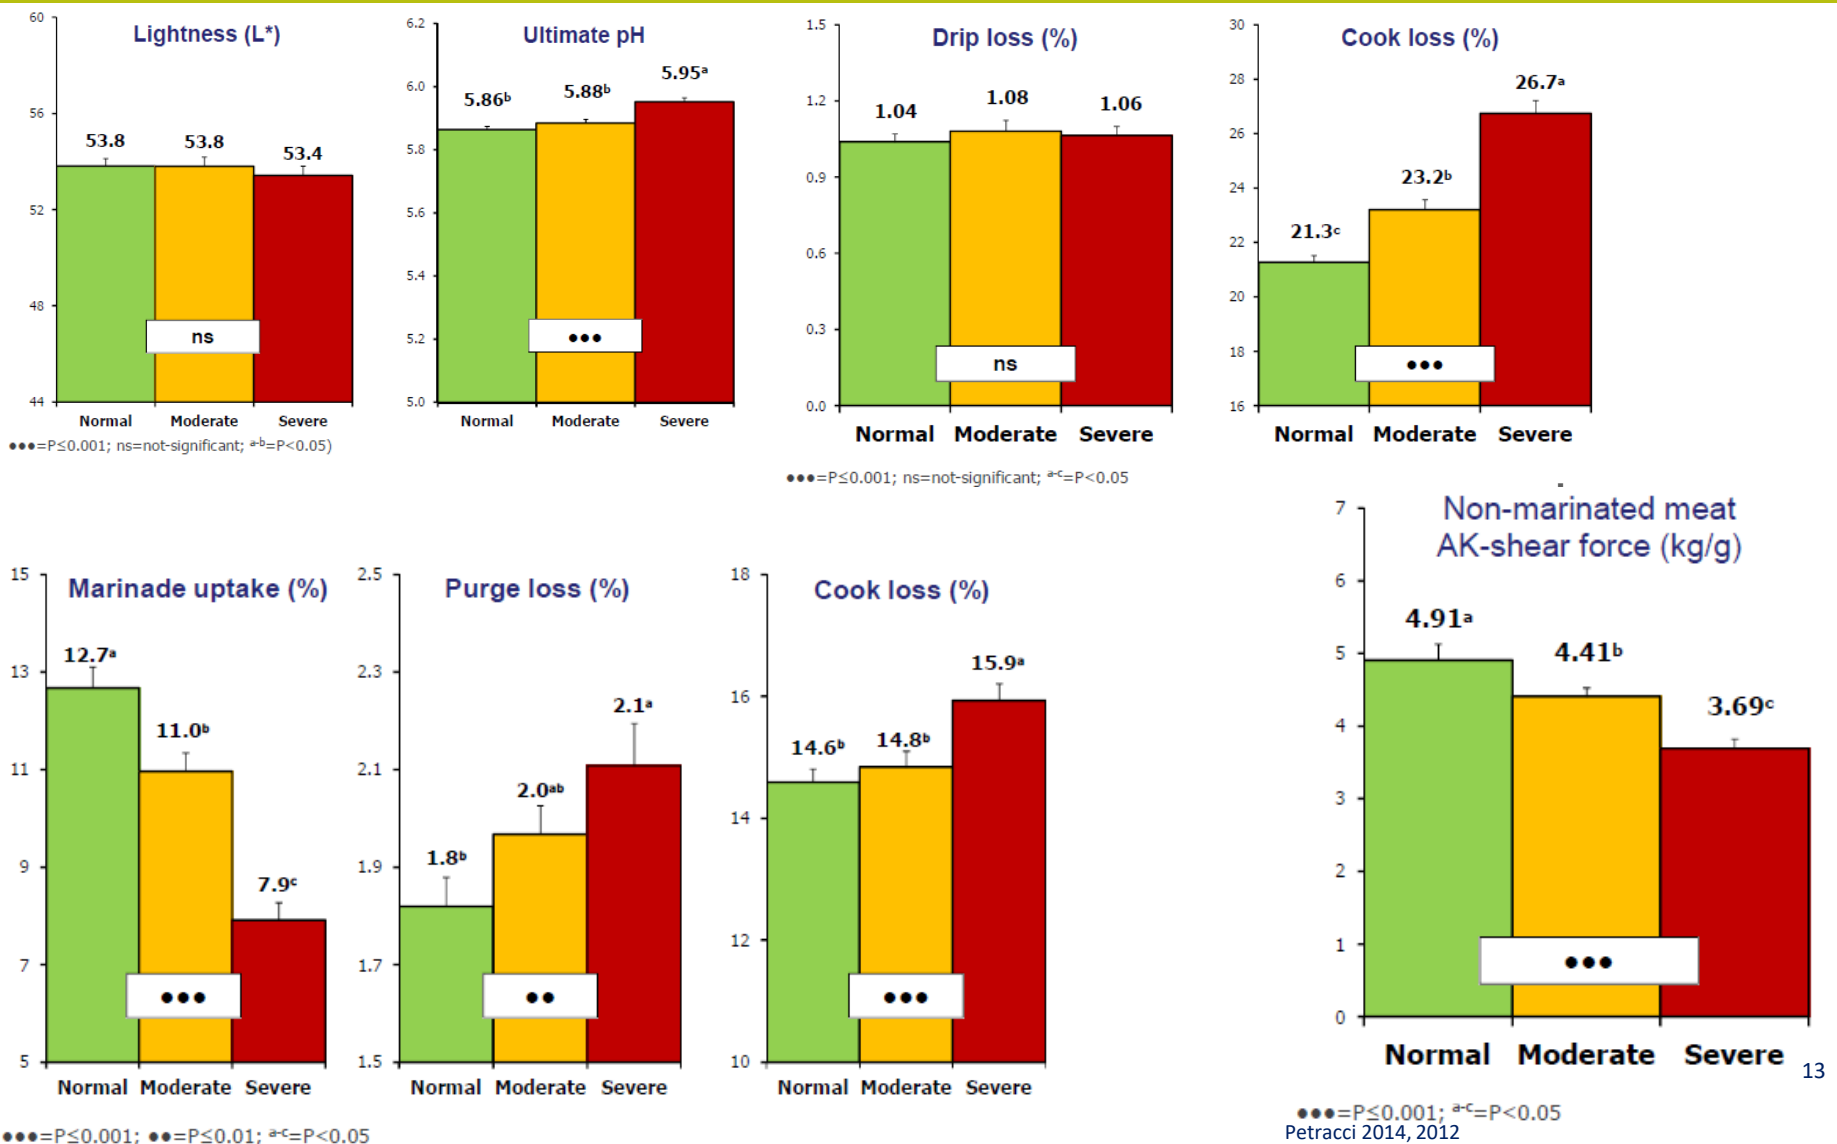 Lightness (L*)
60
56
52
48
44
53.8
53.8
53.4
ns
Normal Moderate Severe
●●●=P≤0.001; ns=not-significant; a-b=P<0.05)
Ultimate pH
6.2
6.0
5.8
5.6
5.4
5.2
5.0
5.86b
5.88b
5.95a
●●●
Normal Moderate Severe
Drip loss (%)
1.5
1.2
0.9
0.6
0.3
0.0
1.04
1.08
1.06
ns
Normal Moderate Severe
●●●=P≤0.001; ns=not-significant; a-c=P<0.05
Cook loss (%)
30
28
26
24
22
20
18
16
21.3c
23.2b
26.7a
●●●
Normal Moderate Severe
Marinade uptake (%)
15
13
11
9
7
5
12.7a
11.0b
7.9c
●●●
Normal Moderate Severe
Purge loss (%)
2.5
2.3
2.1
1.9
1.7
1.5
1.8b
2.0ab
2.1a
●●
Normal Moderate Severe
Cook loss (%)
18
16
14
12
10
14.6b
14.8b
15.9a
●●●
Normal Moderate Severe
●●●=P≤0.001; ●●=P≤0.01; a-c=P<0.05
Non-marinated meat
AK-shear force (kg/g)
7
6
5
4
3
2
1
0
4.91a
4.41b
3.69c
●●●
Normal Moderate Severe
13
●●●=P≤0.001; a-c=P<0.05
Petracci 2014, 2012